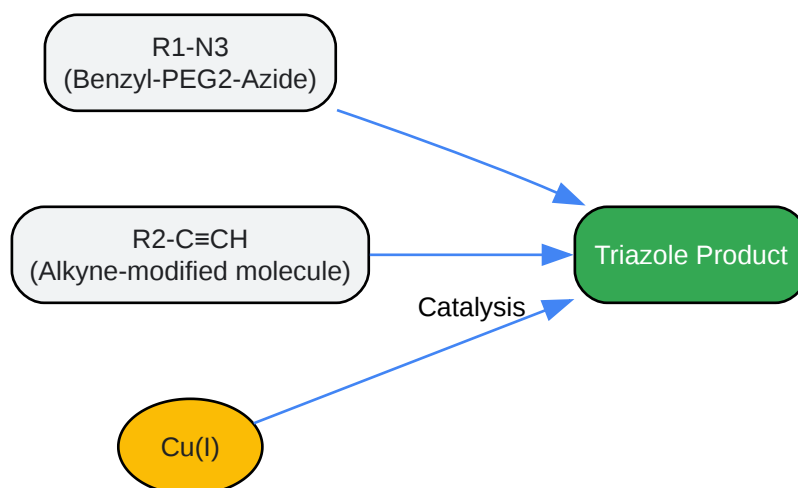 R1-N3
(Benzyl-PEG2-Azide)
R2-C≡CH
(Alkyne-modified molecule)
Triazole Product
Catalysis
Cu(I)